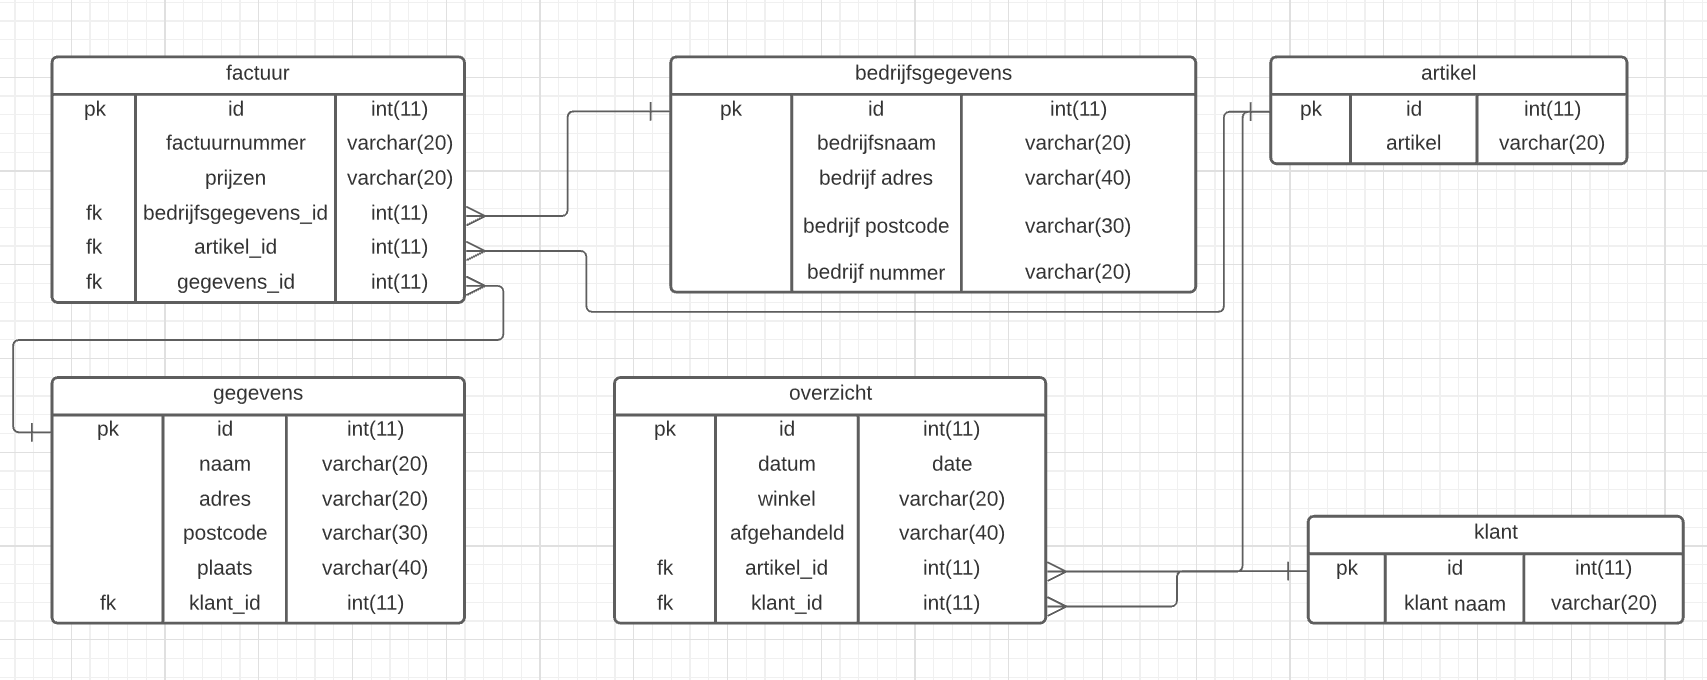 factuur
pk id int(11)
factuurnummer varchar(20)
prijzen varchar(20)
fk bedrijfsgegevens_id int(11)
fk artikel_id int(11)
fk gegevens_id int(11)
bedrijfsgegevens
pk id int(11)
bedrijfsnaam varchar(20)
bedrijf adres varchar(40)
bedrijf postcode varchar(30)
bedrijf nummer varchar(20)
artikel
pk id int(11)
artikel varchar(20)
gegevens
pk id int(11)
naam varchar(20)
adres varchar(20)
postcode varchar(30)
plaats varchar(40)
fk klant_id int(11)
overzicht
pk id int(11)
datum date
winkel varchar(20)
afgehandeld varchar(40)
fk artikel_id int(11)
fk klant_id int(11)
klant
pk id int(11)
klant naam varchar(20)